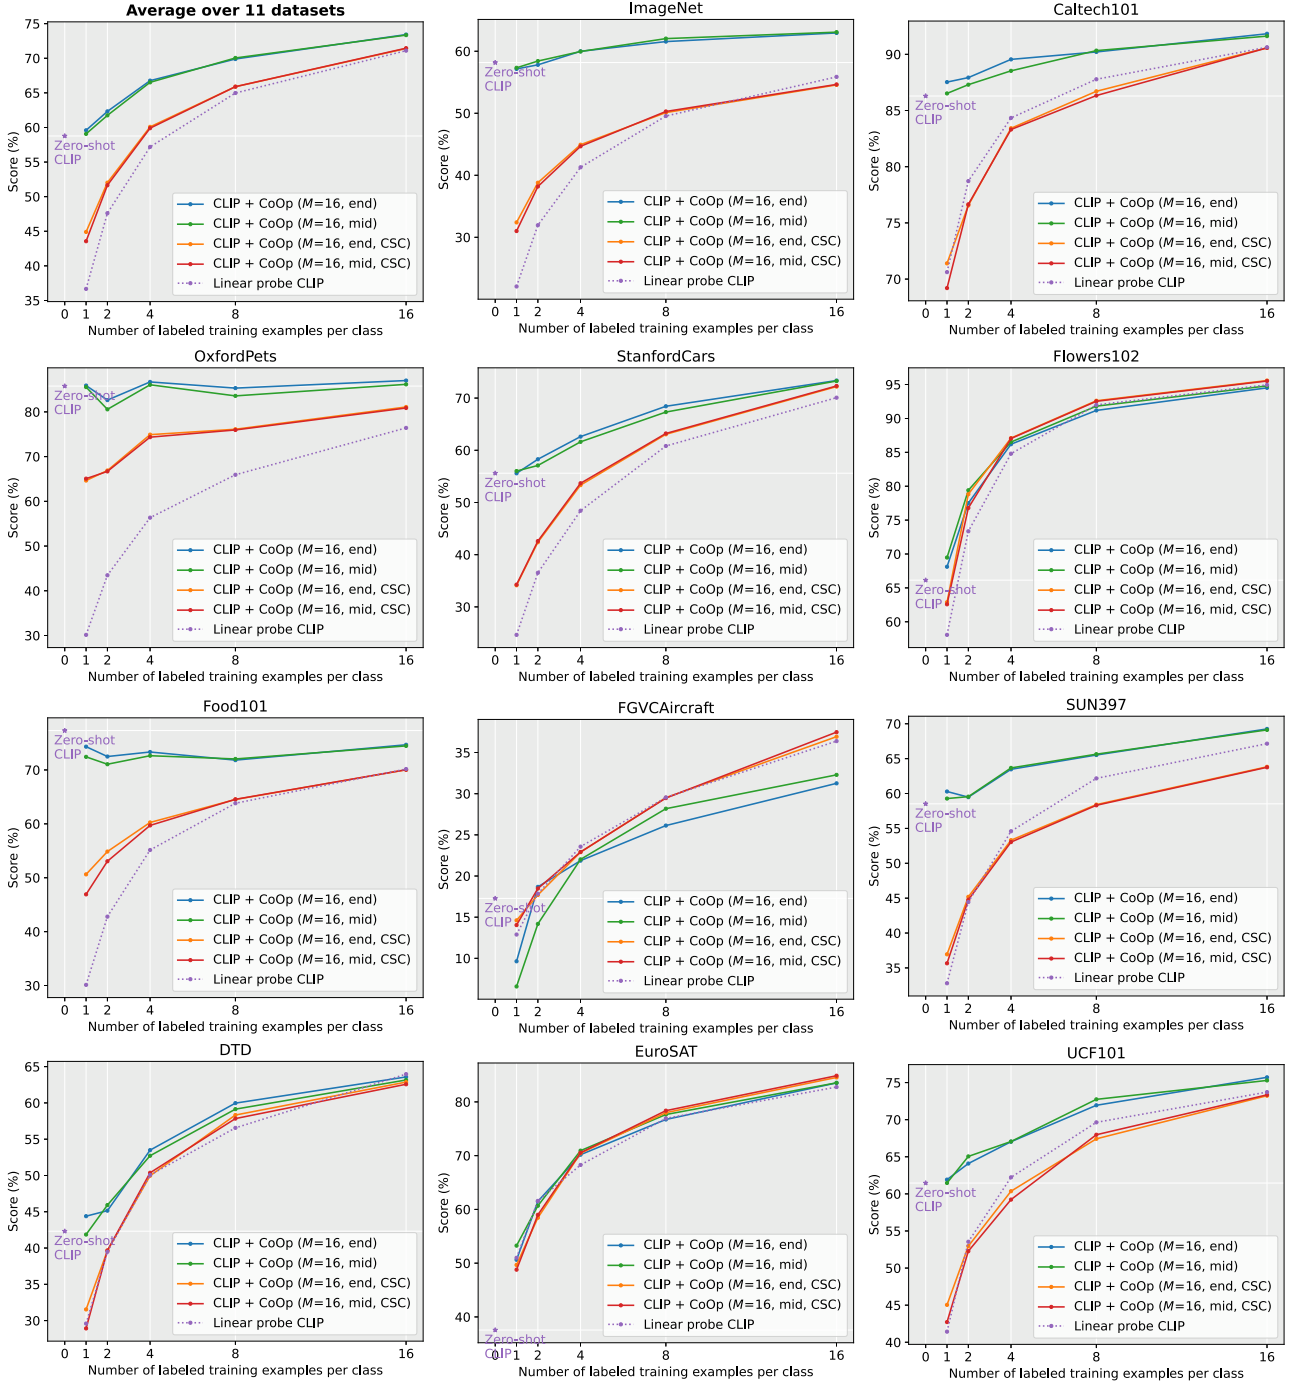 Average over 11 datasets
Score (%)
75
70
65
60
55
50
45
40
35
Zero-shot
CLIP
CLIP + CoOp (M=16, end)
CLIP + CoOp (M=16, mid)
CLIP + CoOp (M=16, end, CSC)
CLIP + CoOp (M=16, mid, CSC)
Linear probe CLIP
0 1 2 4 8 16
Number of labeled training examples per class
ImageNet
Score (%)
60
50
40
30
Zero-shot
CLIP
CLIP + CoOp (M=16, end)
CLIP + CoOp (M=16, mid)
CLIP + CoOp (M=16, end, CSC)
CLIP + CoOp (M=16, mid, CSC)
Linear probe CLIP
0 1 2 4 8 16
Number of labeled training examples per class
Caltech101
Score (%)
90
85
80
75
70
Zero-shot
CLIP
CLIP + CoOp (M=16, end)
CLIP + CoOp (M=16, mid)
CLIP + CoOp (M=16, end, CSC)
CLIP + CoOp (M=16, mid, CSC)
Linear probe CLIP
0 1 2 4 8 16
Number of labeled training examples per class
OxfordPets
Score (%)
80
70
60
50
40
30
Zero-shot
CLIP
CLIP + CoOp (M=16, end)
CLIP + CoOp (M=16, mid)
CLIP + CoOp (M=16, end, CSC)
CLIP + CoOp (M=16, mid, CSC)
Linear probe CLIP
0 1 2 4 8 16
Number of labeled training examples per class
StanfordCars
Score (%)
70
60
50
40
30
Zero-shot
CLIP
CLIP + CoOp (M=16, end)
CLIP + CoOp (M=16, mid)
CLIP + CoOp (M=16, end, CSC)
CLIP + CoOp (M=16, mid, CSC)
Linear probe CLIP
0 1 2 4 8 16
Number of labeled training examples per class
Flowers102
Score (%)
95
90
85
80
75
70
65
60
Zero-shot
CLIP
CLIP + CoOp (M=16, end)
CLIP + CoOp (M=16, mid)
CLIP + CoOp (M=16, end, CSC)
CLIP + CoOp (M=16, mid, CSC)
Linear probe CLIP
0 1 2 4 8 16
Number of labeled training examples per class
Food101
Score (%)
70
60
50
40
30
Zero-shot
CLIP
CLIP + CoOp (M=16, end)
CLIP + CoOp (M=16, mid)
CLIP + CoOp (M=16, end, CSC)
CLIP + CoOp (M=16, mid, CSC)
Linear probe CLIP
0 1 2 4 8 16
Number of labeled training examples per class
FGVCAircraft
Score (%)
35
30
25
20
15
10
Zero-shot
CLIP
CLIP + CoOp (M=16, end)
CLIP + CoOp (M=16, mid)
CLIP + CoOp (M=16, end, CSC)
CLIP + CoOp (M=16, mid, CSC)
Linear probe CLIP
0 1 2 4 8 16
Number of labeled training examples per class
SUN397
Score (%)
70
65
60
55
50
45
40
35
Zero-shot
CLIP
CLIP + CoOp (M=16, end)
CLIP + CoOp (M=16, mid)
CLIP + CoOp (M=16, end, CSC)
CLIP + CoOp (M=16, mid, CSC)
Linear probe CLIP
0 1 2 4 8 16
Number of labeled training examples per class
DTD
Score (%)
65
60
55
50
45
40
35
30
Zero-shot
CLIP
CLIP + CoOp (M=16, end)
CLIP + CoOp (M=16, mid)
CLIP + CoOp (M=16, end, CSC)
CLIP + CoOp (M=16, mid, CSC)
Linear probe CLIP
0 1 2 4 8 16
Number of labeled training examples per class
EuroSAT
Score (%)
80
70
60
50
40
Zero-shot
CLIP
CLIP + CoOp (M=16, end)
CLIP + CoOp (M=16, mid)
CLIP + CoOp (M=16, end, CSC)
CLIP + CoOp (M=16, mid, CSC)
Linear probe CLIP
0 1 2 4 8 16
Number of labeled training examples per class
UCF101
Score (%)
75
70
65
60
55
50
45
40
Zero-shot
CLIP
CLIP + CoOp (M=16, end)
CLIP + CoOp (M=16, mid)
CLIP + CoOp (M=16, end, CSC)
CLIP + CoOp (M=16, mid, CSC)
Linear probe CLIP
0 1 2 4 8 16
Number of labeled training examples per class